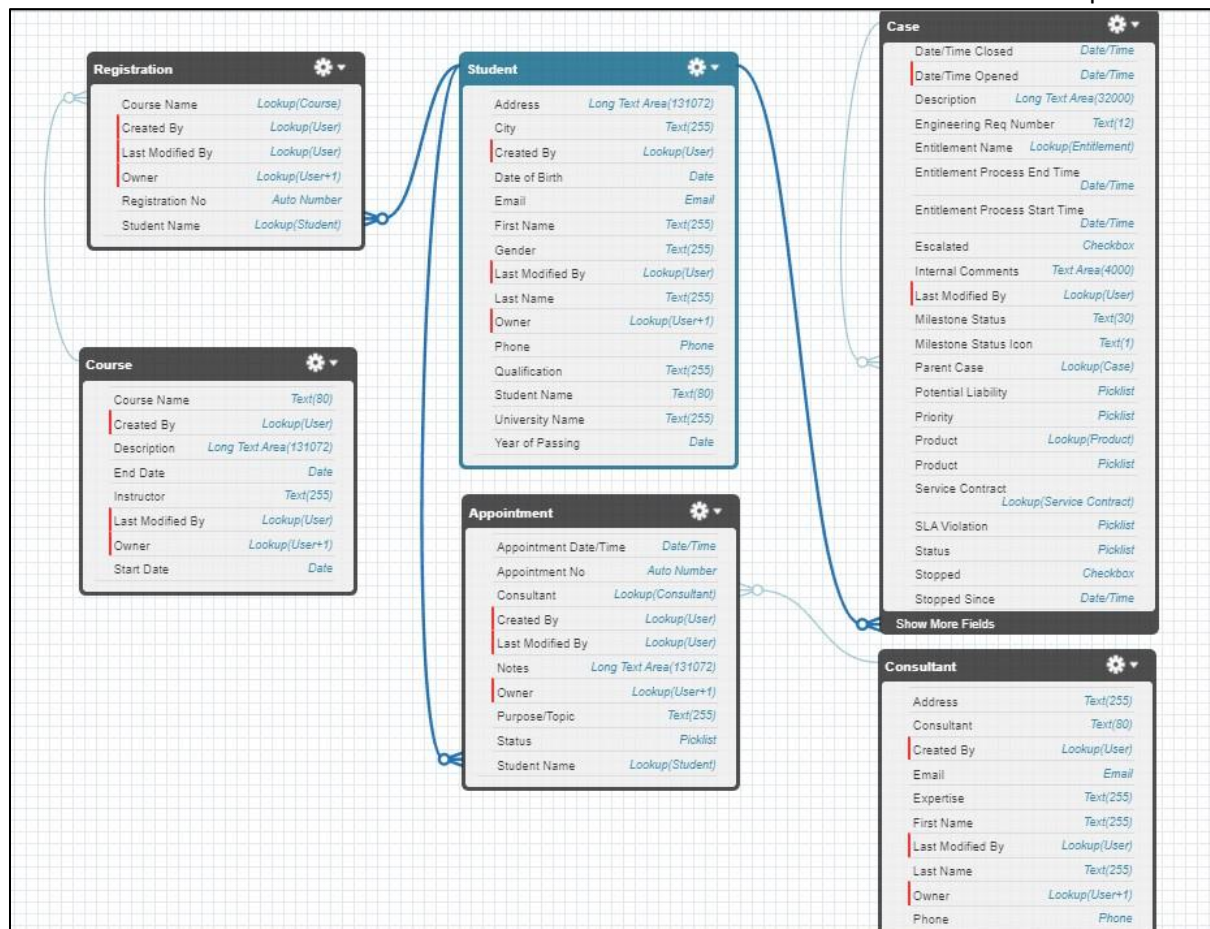 Registration
Course Name Lookup(Course)
Created By Lookup(User)
Last Modified By Lookup(User)
Owner Lookup(User+1)
Registration No Auto Number
Student Name Lookup(Student)
Course
Course Name Text(80)
Created By Lookup(User)
Description Long Text Area(131072)
End Date Date
Instructor Text(255)
Last Modified By Lookup(User)
Owner Lookup(User+1)
Start Date Date
Student
Address Long Text Area(131072)
City Text(255)
Created By Lookup(User)
Date of Birth Date
Email Email
First Name Text(255)
Gender Text(255)
Last Modified By Lookup(User)
Last Name Text(255)
Owner Lookup(User+1)
Phone Phone
Qualification Text(255)
Student Name Text(80)
University Name Text(255)
Year of Passing Date
Appointment
Appointment Date/Time Date/Time
Appointment No Auto Number
Consultant Lookup(Consultant)
Created By Lookup(User)
Last Modified By Lookup(User)
Notes Long Text Area(131072)
Owner Lookup(User+1)
Purpose/Topic Text(255)
Status Picklist
Student Name Lookup(Student)
Case
Date/Time Closed Date/Time
Date/Time Opened Date/Time
Description Long Text Area(32000)
Engineering Req Number Text(12)
Entitlement Name Lookup(Entitlement)
Entitlement Process End Time
Date/Time
Entitlement Process Start Time
Date/Time
Escalated Checkbox
Internal Comments Text Area(4000)
Last Modified By Lookup(User)
Milestone Status Text(30)
Milestone Status Icon Text(1)
Parent Case Lookup(Case)
Potential Liability Picklist
Priority Picklist
Product Lookup(Product)
Product Picklist
Service Contract
Lookup(Service Contract)
SLA Violation Picklist
Status Picklist
Stopped Checkbox
Stopped Since Date/Time
Show More Fields
Consultant
Address Text(255)
Consultant Text(80)
Created By Lookup(User)
Email Email
Expertise Text(255)
First Name Text(255)
Last Modified By Lookup(User)
Last Name Text(255)
Owner Lookup(User+1)
Phone Phone